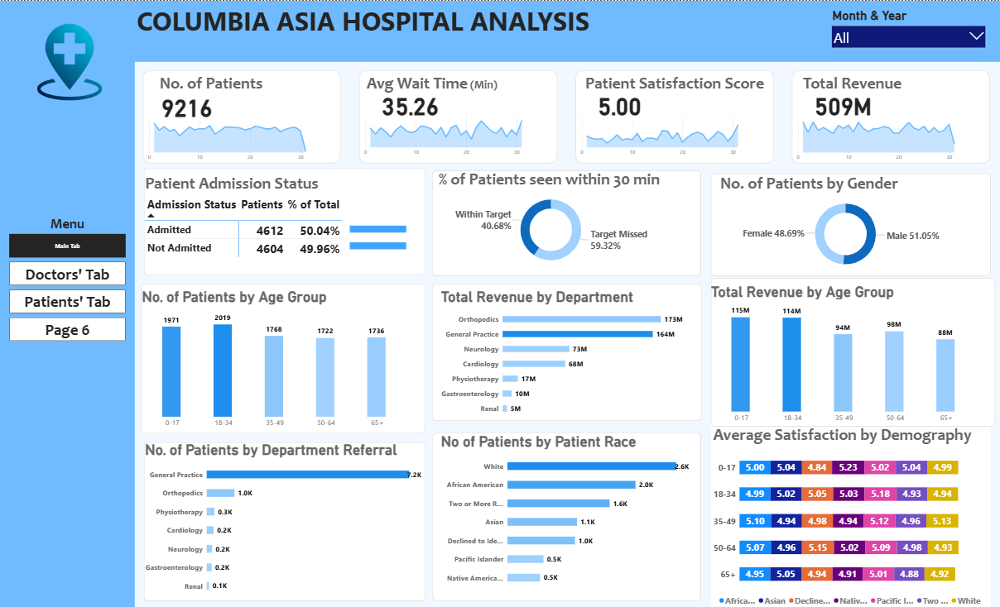 COLUMBIA ASIA HOSPITAL ANALYSIS
Month & Year
All
Menu
Main Tab
Doctors' Tab
Patients' Tab
Page 6
No. of Patients
9216
0 10 20 30
Avg Wait Time (Min)
35.26
0 10 20 30
Patient Satisfaction Score
5.00
0 10 20 30
Total Revenue
509M
0 10 20 30
Patient Admission Status
Admission Status Patients % of Total
Admitted 4612 50.04%
Not Admitted 4604 49.96%
% of Patients seen within 30 min
Within Target
40.68%
Target Missed
59.32%
No. of Patients by Gender
Female 48.69%
Male 51.05%
No. of Patients by Age Group
1971 2019 1768 1722 1736
0-17 18-34 35-49 50-64 65+
Total Revenue by Department
Orthopedics 173M
General Practice 164M
Neurology 73M
Cardiology 68M
Physiotherapy 17M
Gastroenterology 10M
Renal 5M
Total Revenue by Age Group
115M 114M 94M 98M 88M
0-17 18-34 35-49 50-64 65+
No. of Patients by Department Referral
General Practice 7.2K
Orthopedics 1.0K
Physiotherapy 0.3K
Cardiology 0.2K
Neurology 0.2K
Gastroenterology 0.2K
Renal 0.1K
No of Patients by Patient Race
White 2.6K
African American 2.0K
Two or More R... 1.6K
Asian 1.1K
Declined to Ide... 1.0K
Pacific Islander 0.5K
Native America... 0.5K
Average Satisfaction by Demography
0-17 5.00 5.04 4.84 5.23 5.02 5.04 4.99
18-34 4.99 5.02 5.05 5.03 5.18 4.93 4.94
35-49 5.10 4.94 4.98 4.94 5.12 4.96 5.13
50-64 5.07 4.96 5.15 5.02 5.09 4.98 4.93
65+ 4.95 5.05 4.94 4.91 5.01 4.88 4.92
Africa... Asian Decline... Nativ... Pacific I... Two ... White